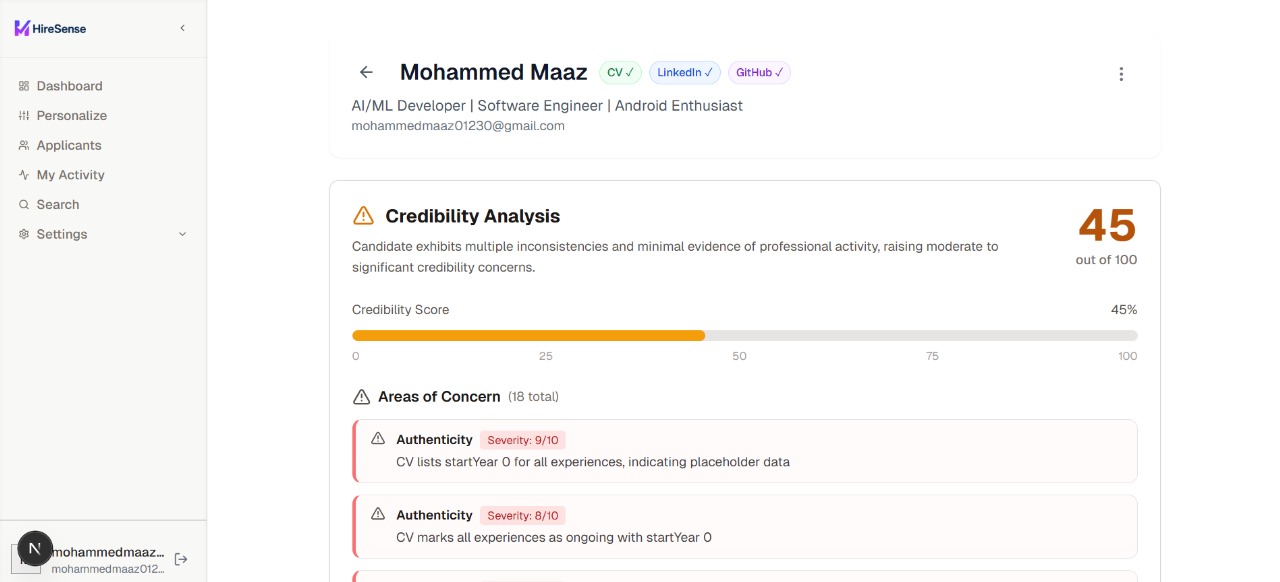 HireSense
Dashboard
Personalize
Applicants
My Activity
Search
Settings
N
mohammedmaaz...
mohammedmaaz012...
Mohammed Maaz CV ✓ LinkedIn ✓ GitHub ✓
AI/ML Developer | Software Engineer | Android Enthusiast
mohammedmaaz01230@gmail.com
Credibility Analysis
45
out of 100
Candidate exhibits multiple inconsistencies and minimal evidence of professional activity, raising moderate to
significant credibility concerns.
Credibility Score 45%
0 25 50 75 100
Areas of Concern (18 total)
Authenticity Severity: 9/10
CV lists startYear 0 for all experiences, indicating placeholder data
Authenticity Severity: 8/10
CV marks all experiences as ongoing with startYear 0